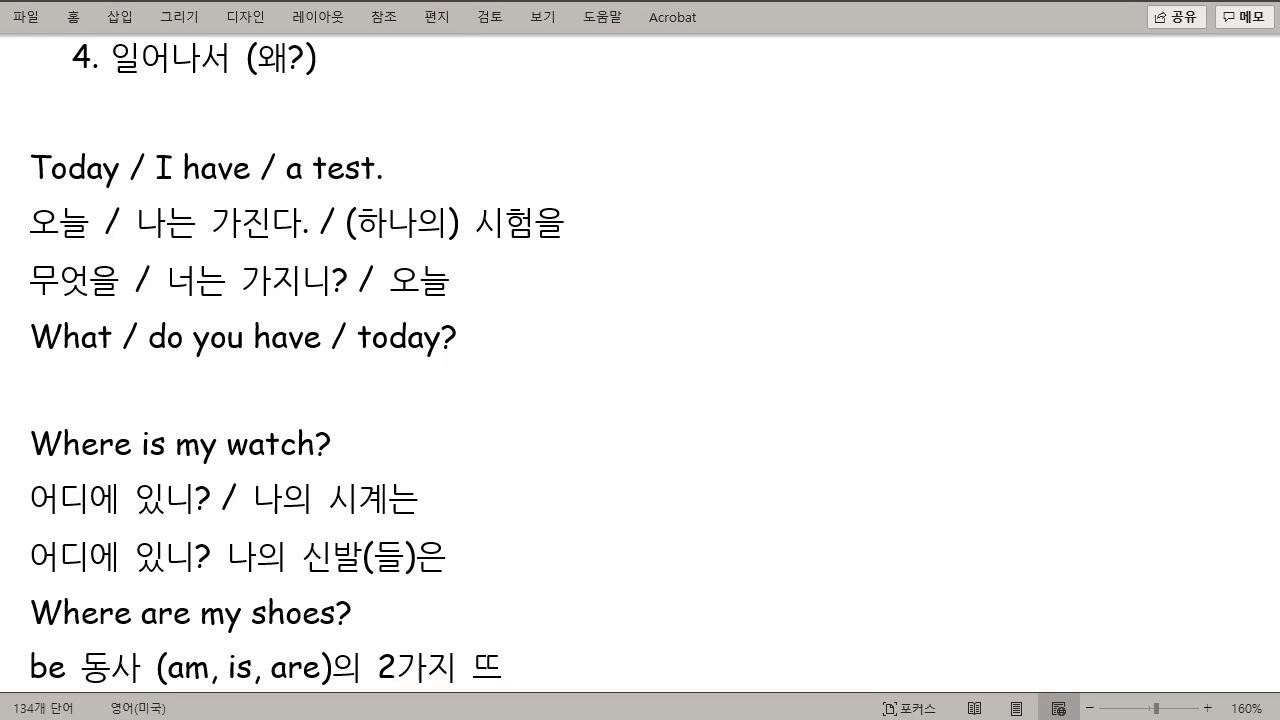 파일 홈 삽입 그리기 디자인 레이아웃 참조 편지 검토 보기 도움말 Acrobat 공유 메모
4. 일어나서 (왜?)
Today / I have / a test.
오늘 / 나는 가진다. / (하나의) 시험을
무엇을 / 너는 가지니? / 오늘
What / do you have / today?
Where is my watch?
어디에 있니? / 나의 시계는
어디에 있니? 나의 신발(들)은
Where are my shoes?
be 동사 (am, is, are)의 2가지 뜨
134개 단어 영어(미국) 포커스 160%